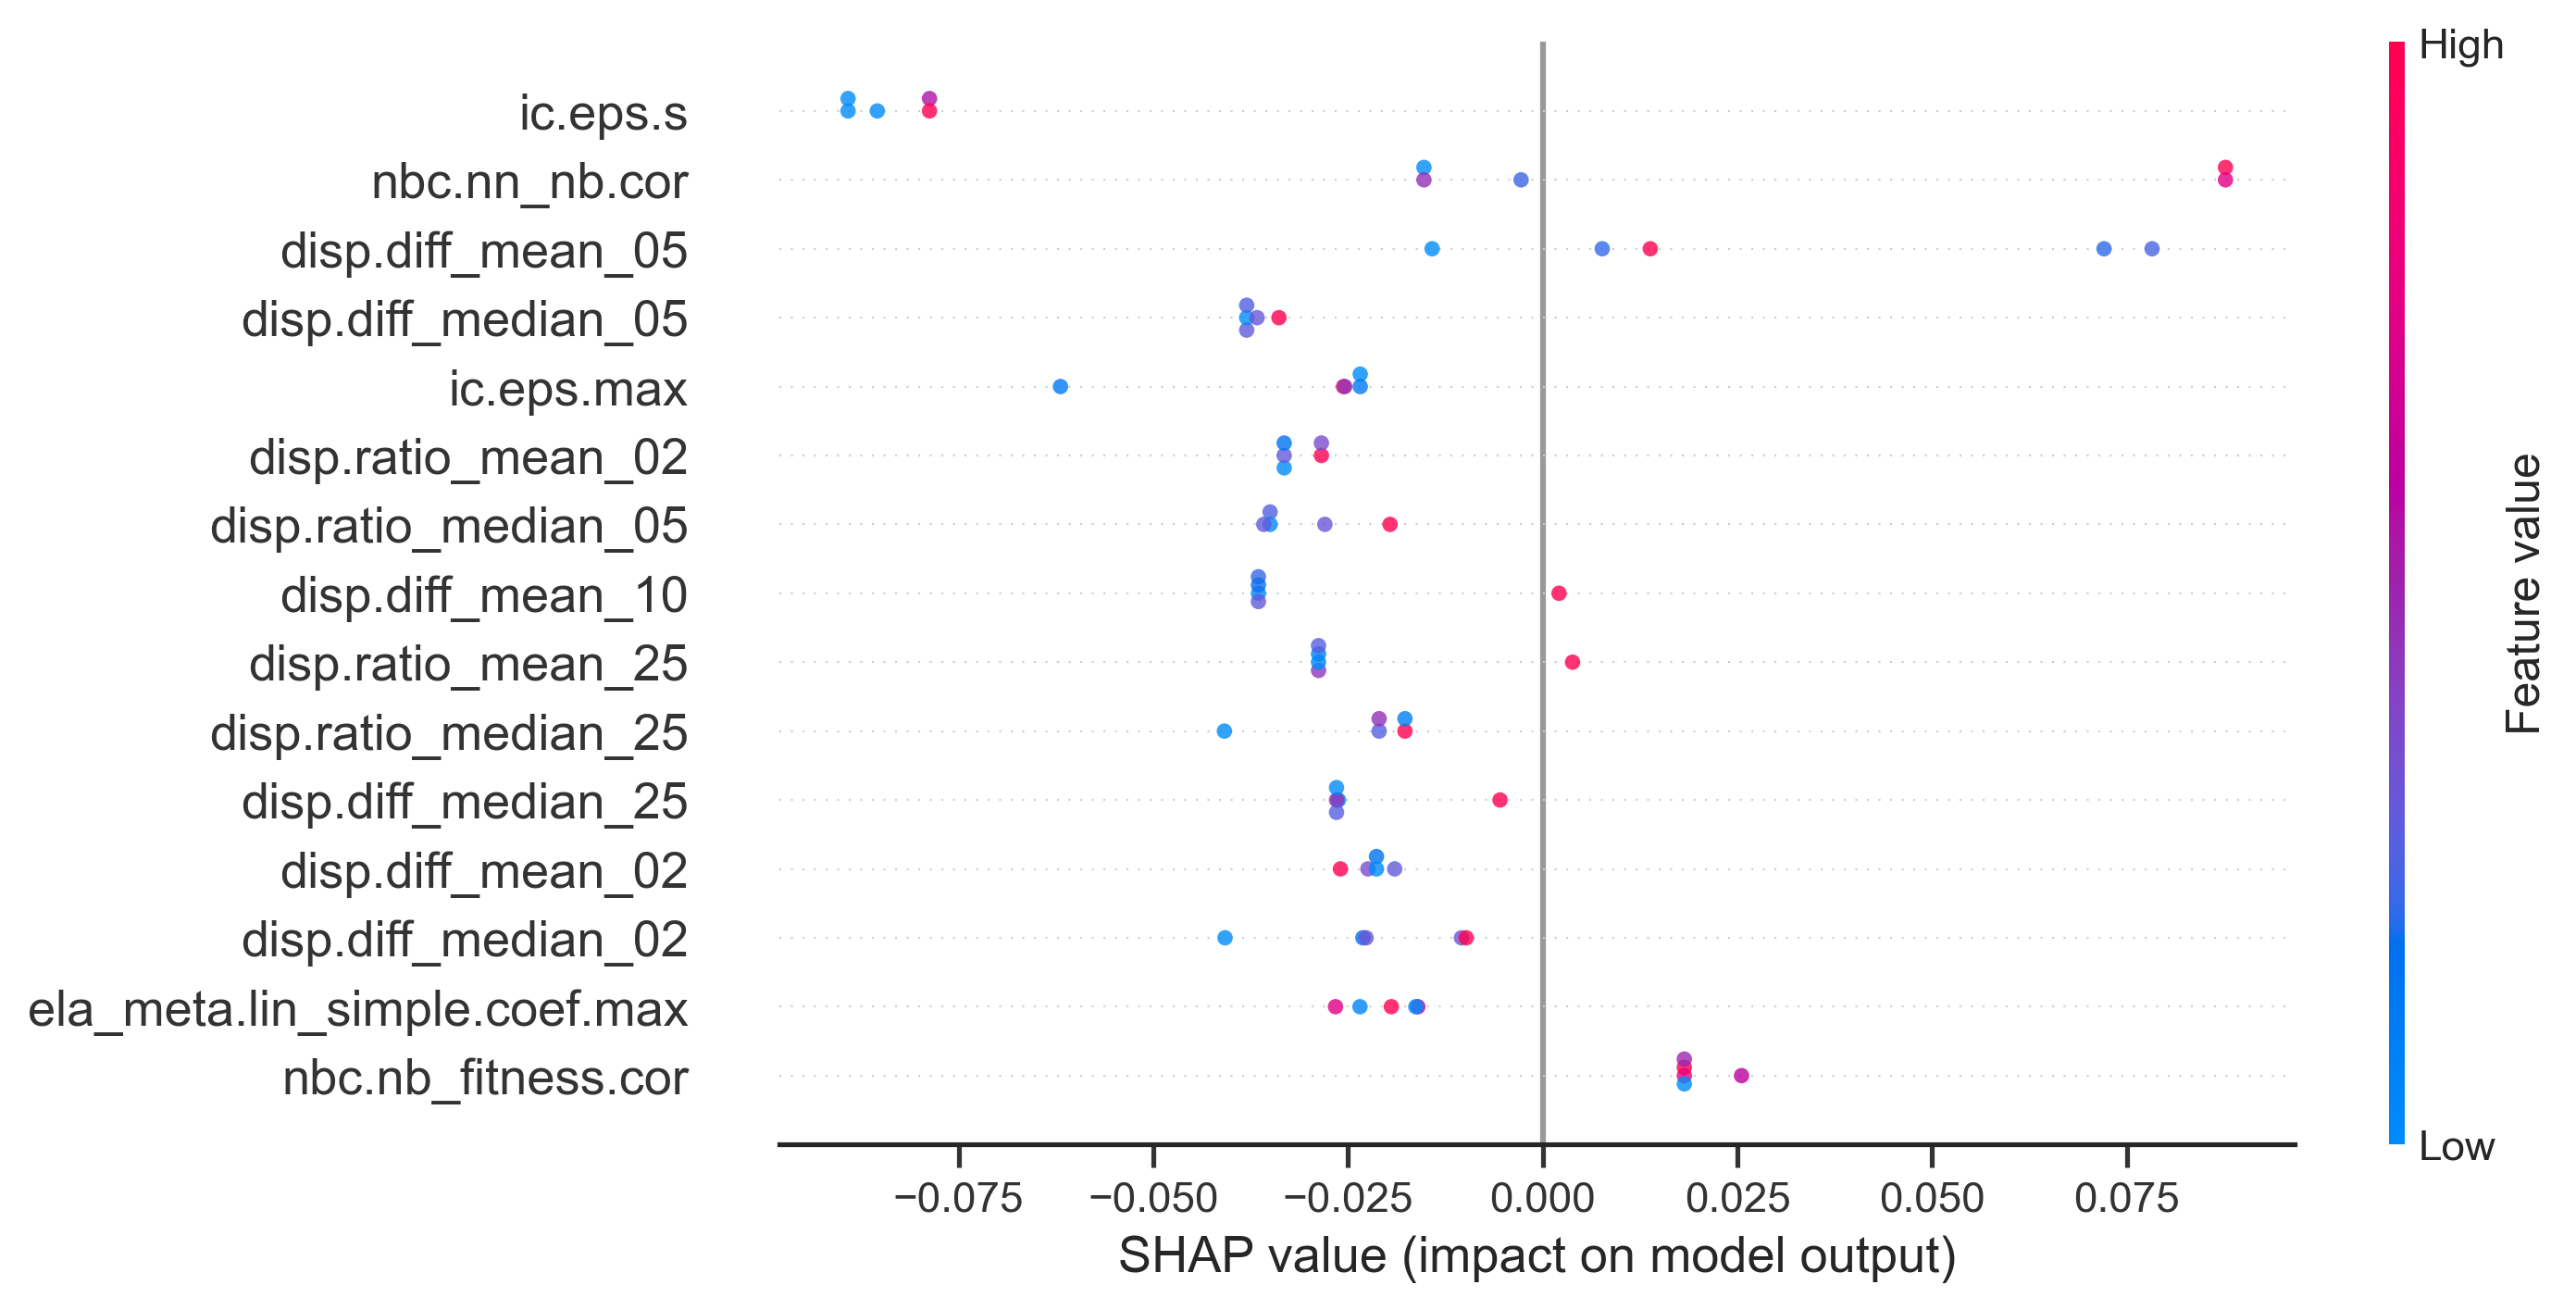 High
ic.eps.s
nbc.nn_nb.cor
disp.diff_mean_05
disp.diff_median_05
ic.eps.max
disp.ratio_mean_02
disp.ratio_median_05
disp.diff_mean_10
disp.ratio_mean_25
disp.ratio_median_25
disp.diff_median_25
disp.diff_mean_02
disp.diff_median_02
ela_meta.lin_simple.coef.max
nbc.nb_fitness.cor
Feature value
Low
−0.075 −0.050 −0.025 0.000 0.025 0.050 0.075
SHAP value (impact on model output)